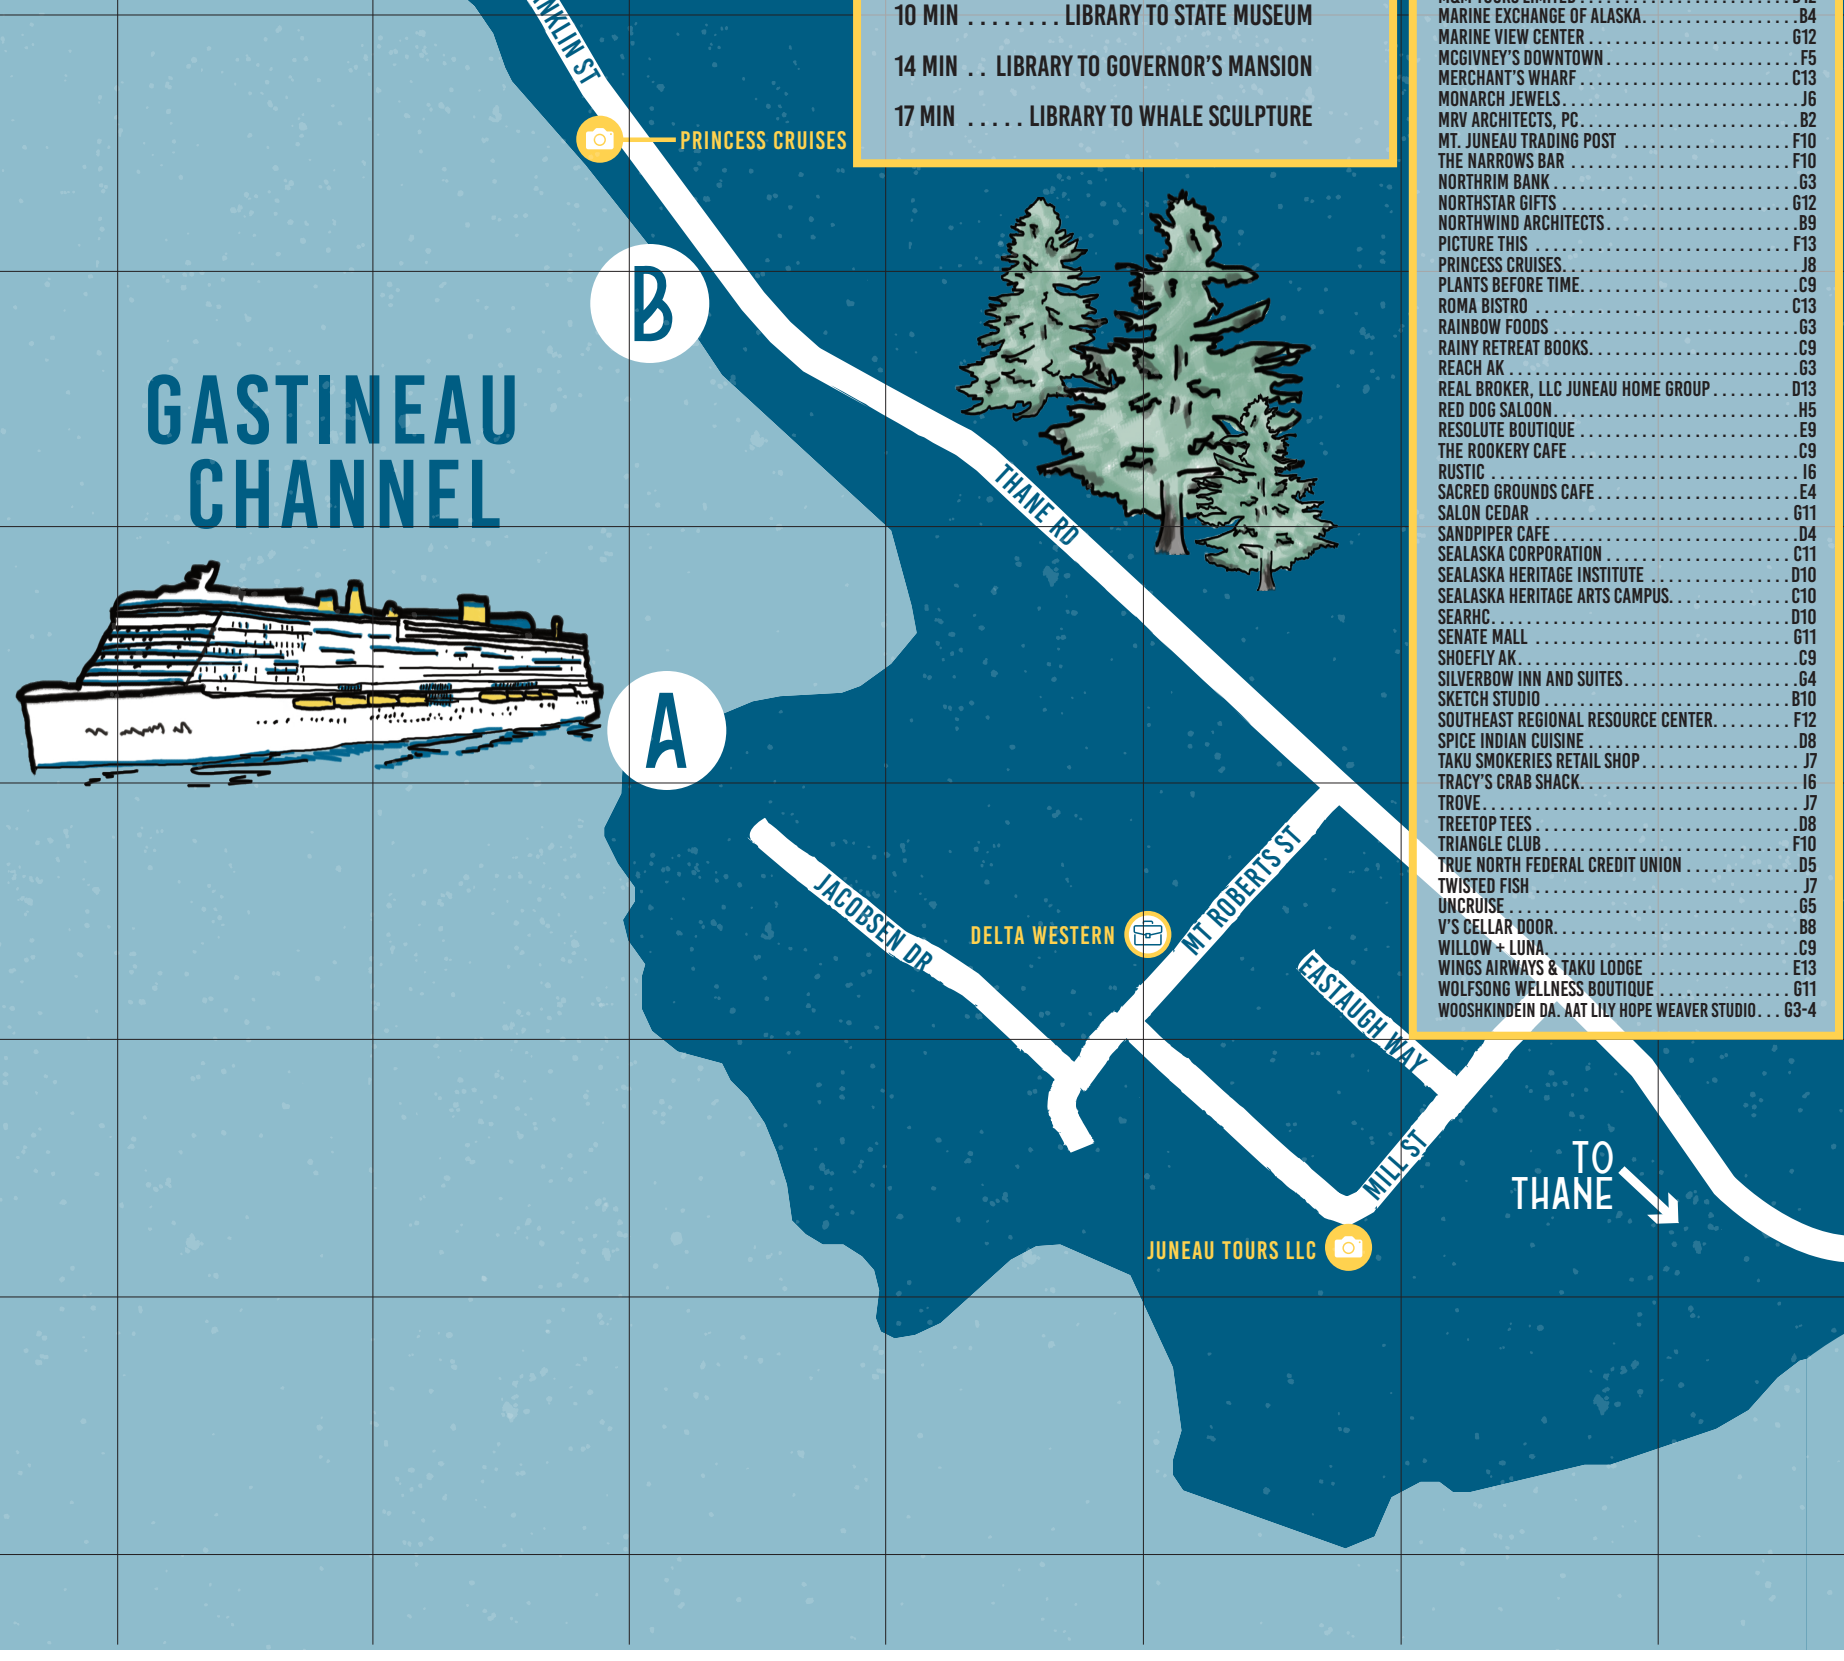 10 MIN . . . . . . . . LIBRARY TO STATE MUSEUM
14 MIN . . LIBRARY TO GOVERNOR'S MANSION
17 MIN . . . . . LIBRARY TO WHALE SCULPTURE
PRINCESS CRUISES
B
GASTINEAU
CHANNEL
THANE RD
A
JACOBSEN DR
DELTA WESTERN
MT ROBERTS ST
EASTAUGH WAY
MILL ST
TO
THANE
JUNEAU TOURS LLC
MARINE EXCHANGE OF ALASKA B4
MARINE VIEW CENTER G12
MCGIVNEY'S DOWNTOWN F5
MERCHANT'S WHARF C13
MONARCH JEWELS J6
MRV ARCHITECTS, PC B2
MT. JUNEAU TRADING POST F10
THE NARROWS BAR F10
NORTHRIM BANK G3
NORTHSTAR GIFTS G12
NORTHWIND ARCHITECTS B9
PICTURE THIS F13
PRINCESS CRUISES J8
PLANTS BEFORE TIME C9
ROMA BISTRO C13
RAINBOW FOODS G3
RAINY RETREAT BOOKS C9
REACH AK G3
REAL BROKER, LLC JUNEAU HOME GROUP D13
RED DOG SALOON H5
RESOLUTE BOUTIQUE E9
THE ROOKERY CAFE C9
RUSTIC I6
SACRED GROUNDS CAFE E4
SALON CEDAR G11
SANDPIPER CAFE D4
SEALASKA CORPORATION C11
SEALASKA HERITAGE INSTITUTE D10
SEALASKA HERITAGE ARTS CAMPUS C10
SEARHC D10
SENATE MALL G11
SHOEFLY AK C9
SILVERBOW INN AND SUITES G4
SKETCH STUDIO B10
SOUTHEAST REGIONAL RESOURCE CENTER F12
SPICE INDIAN CUISINE D8
TAKU SMOKERIES RETAIL SHOP J7
TRACY'S CRAB SHACK I6
TROVE J7
TREETOP TEES D8
TRIANGLE CLUB F10
TRUE NORTH FEDERAL CREDIT UNION D5
TWISTED FISH J7
UNCRUISE G5
V'S CELLAR DOOR B8
WILLOW + LUNA C9
WINGS AIRWAYS & TAKU LODGE E13
WOLFSONG WELLNESS BOUTIQUE G11
WOOSHKINDEIN DA. AAT LILY HOPE WEAVER STUDIO . . . G3-4